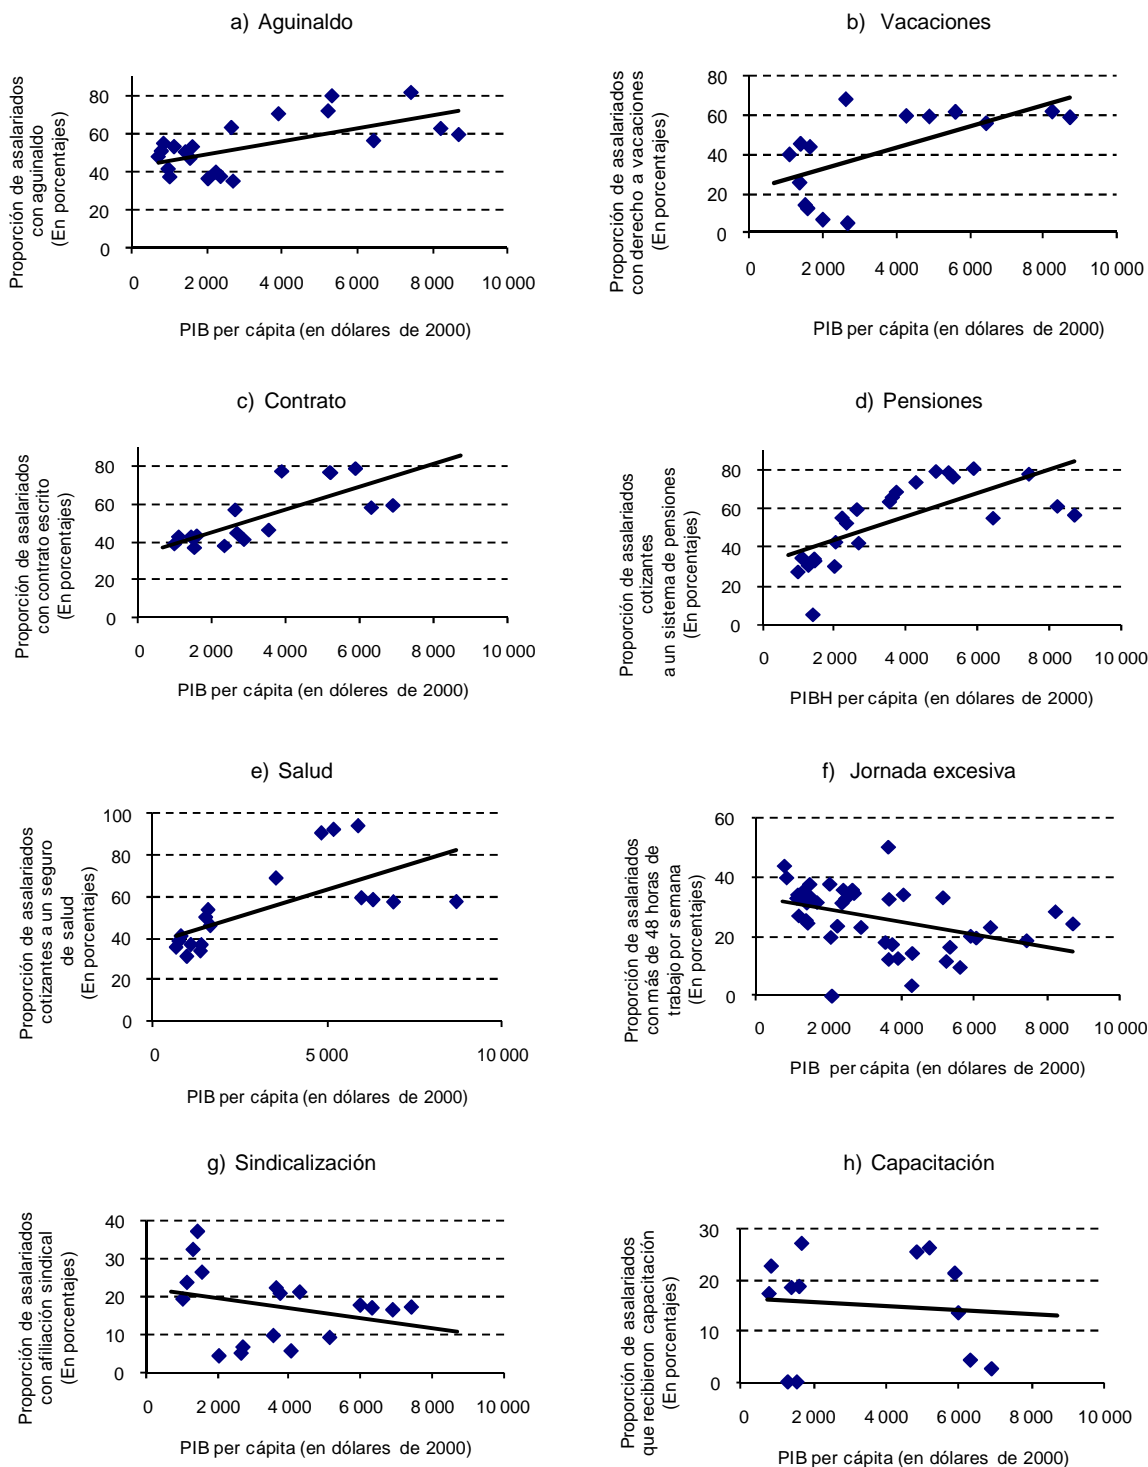 a) Aguinaldo
Proporción de asalariados
con aguinaldo
(En porcentajes)
80
60
40
20
0
0 2 000 4 000 6 000 8 000 10 000
PIB per cápita (en dólares de 2000)
b) Vacaciones
Proporción de asalariados
con derecho a vacaciones
(En porcentajes)
80
60
40
20
0
0 2 000 4 000 6 000 8 000 10 000
PIB per cápita (en dólares de 2000)
c) Contrato
Proporción de asalariados
con contrato escrito
(En porcentajes)
80
60
40
20
0
0 2 000 4 000 6 000 8 000 10 000
PIB per cápita (en dóleres de 2000)
d) Pensiones
Proporción de asalariados
cotizantes
a un sistema de pensiones
(En porcentajes)
80
60
40
20
0
0 2 000 4 000 6 000 8 000 10 000
PIBH per cápita (en dólares de 2000)
e) Salud
Proporción de asalariados
cotizantes a un seguro
de salud
(En porcentajes)
100
80
60
40
20
0
0 5 000 10 000
PIB per cápita (en dólares de 2000)
f) Jornada excesiva
Proporción de asalariados
con más de 48 horas de
trabajo por semana
(En porcentajes)
60
40
20
0
0 2 000 4 000 6 000 8 000 10 000
PIB per cápita (en dólares de 2000)
g) Sindicalización
Proporción de asalariados
con afiliación sindical
(En porcentajes)
40
30
20
10
0
0 2 000 4 000 6 000 8 000 10 000
PIB per cápita (en dólares de 2000)
h) Capacitación
Proporción de asalariados
que recibieron capacitación
(En porcentajes)
30
20
10
0
0 2 000 4 000 6 000 8 000 10 000
PIB per cápita (en dólares de 2000)